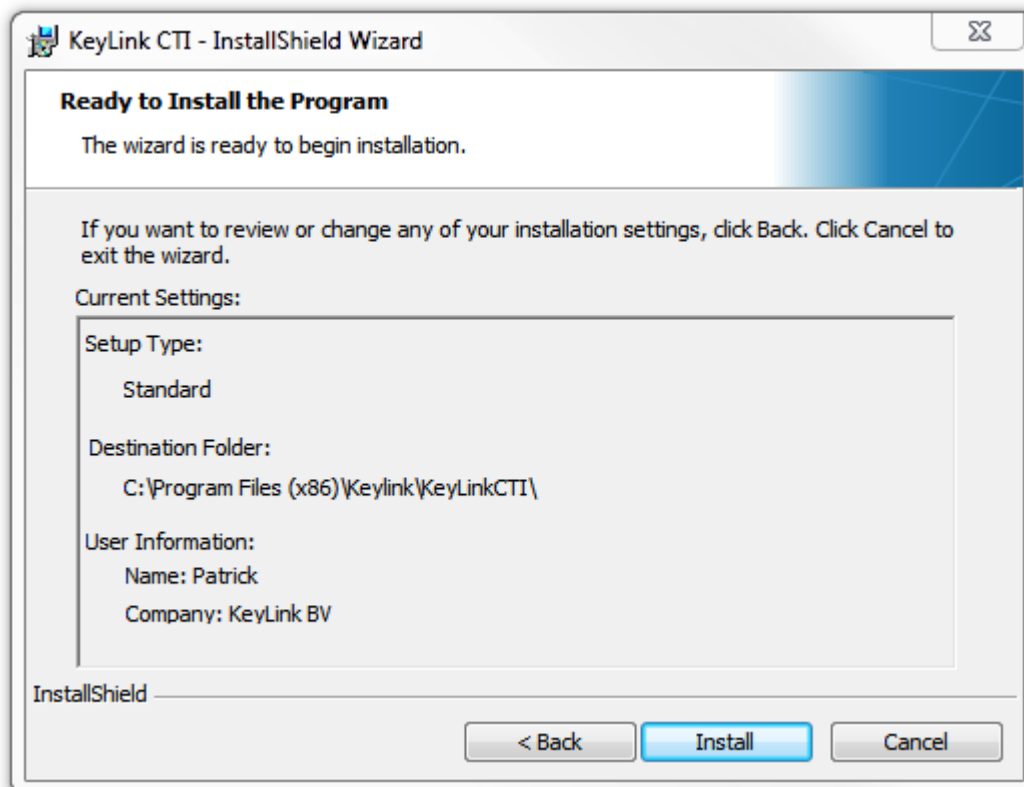 KeyLink CTI - InstallShield Wizard
Ready to Install the Program
The wizard is ready to begin installation.
If you want to review or change any of your installation settings, click Back. Click Cancel to
exit the wizard.
Current Settings:
Setup Type:
Standard
Destination Folder:
C:\Program Files (x86)\Keylink\KeyLinkCTI\
User Information:
Name: Patrick
Company: KeyLink BV
InstallShield
< Back Install Cancel